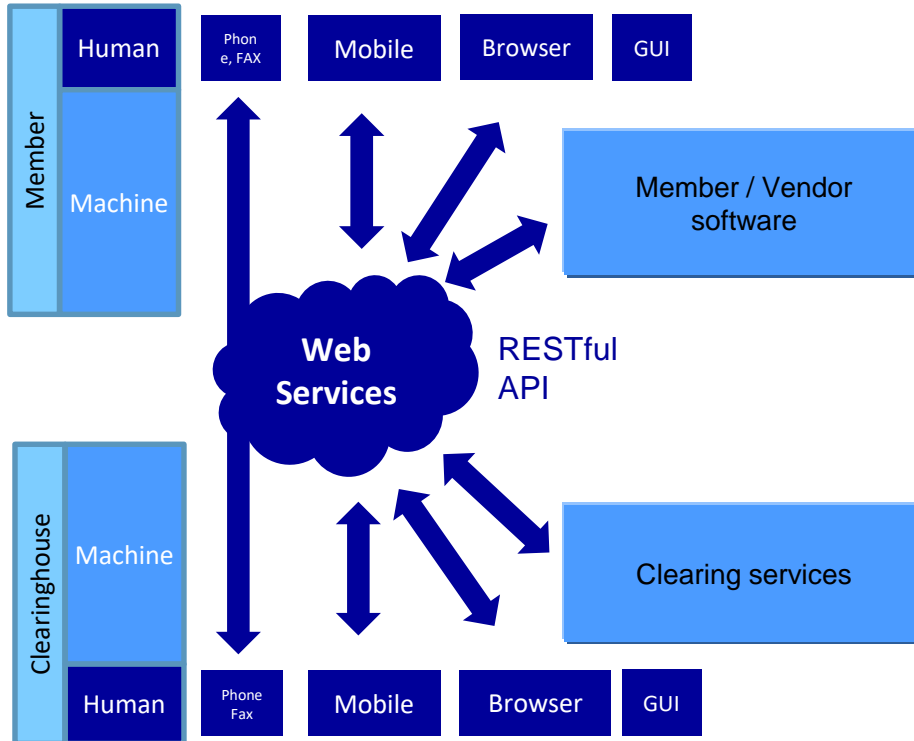 Member
Human
Phon
e, FAX
Mobile
Browser
GUI
Machine
Member / Vendor
software
Web
Services
RESTful
API
Clearinghouse
Machine
Clearing services
Human
Phone
Fax
Mobile
Browser
GUI